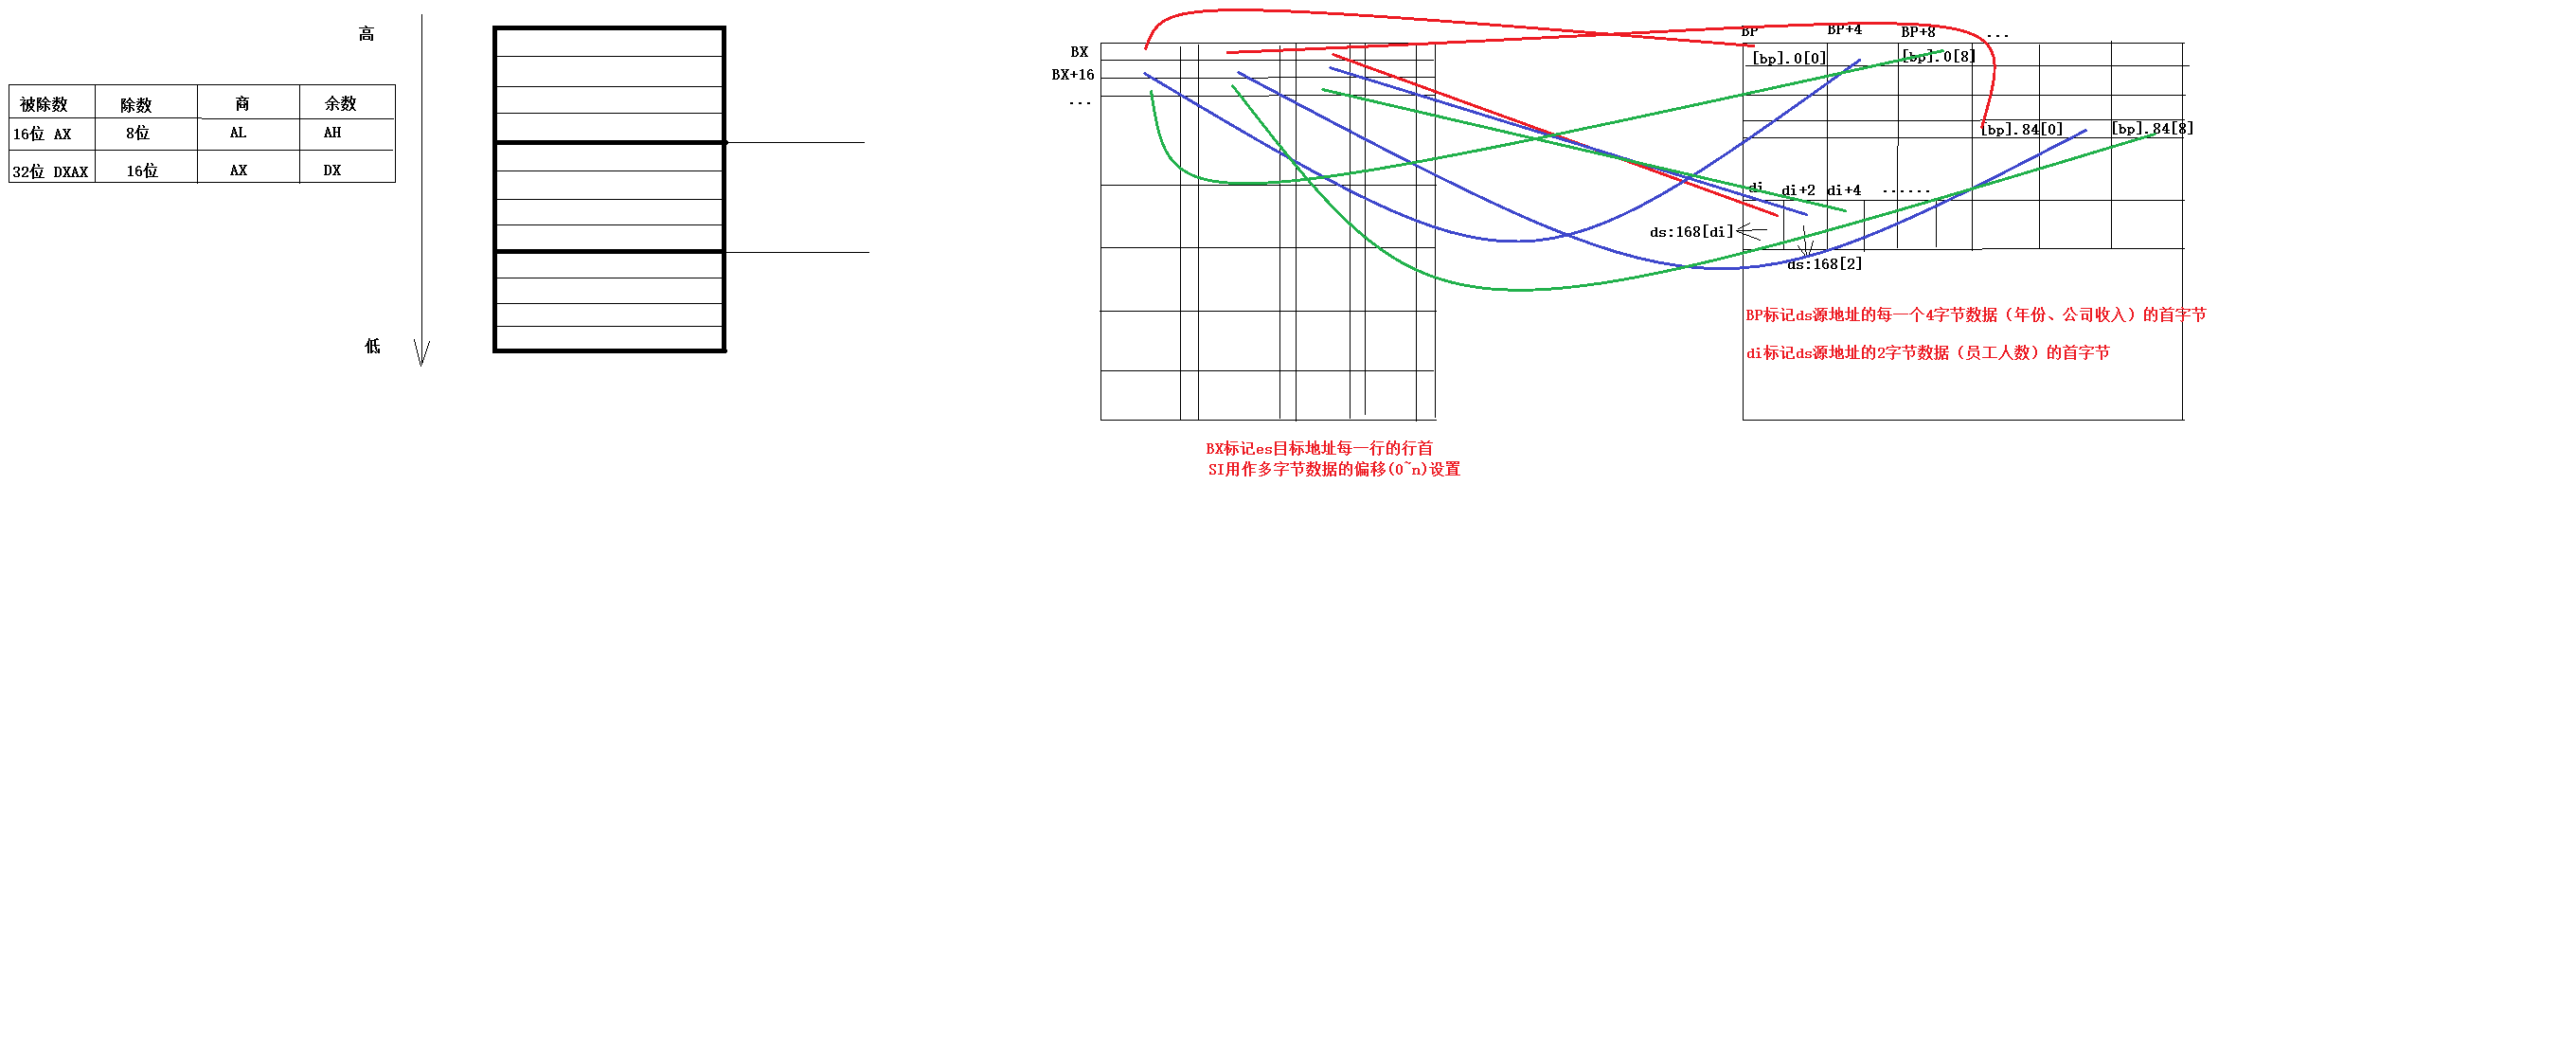 高
被除数 除数 商 余数
16位 AX 8位 AL AH
32位 DXAX 16位 AX DX
低
BX
BX+16
...
BX标记es目标地址每一行的行首
SI用作多字节数据的偏移(0~n)设置
BP BP+4 BP+8 ...
[bp].0[0] [bp].0[8]
[bp].84[0] [bp].84[8]
di di+2 di+4 ......
ds:168[di]
ds:168[2]
BP标记ds源地址的每一个4字节数据（年份、公司收入）的首字节
di标记ds源地址的2字节数据（员工人数）的首字节